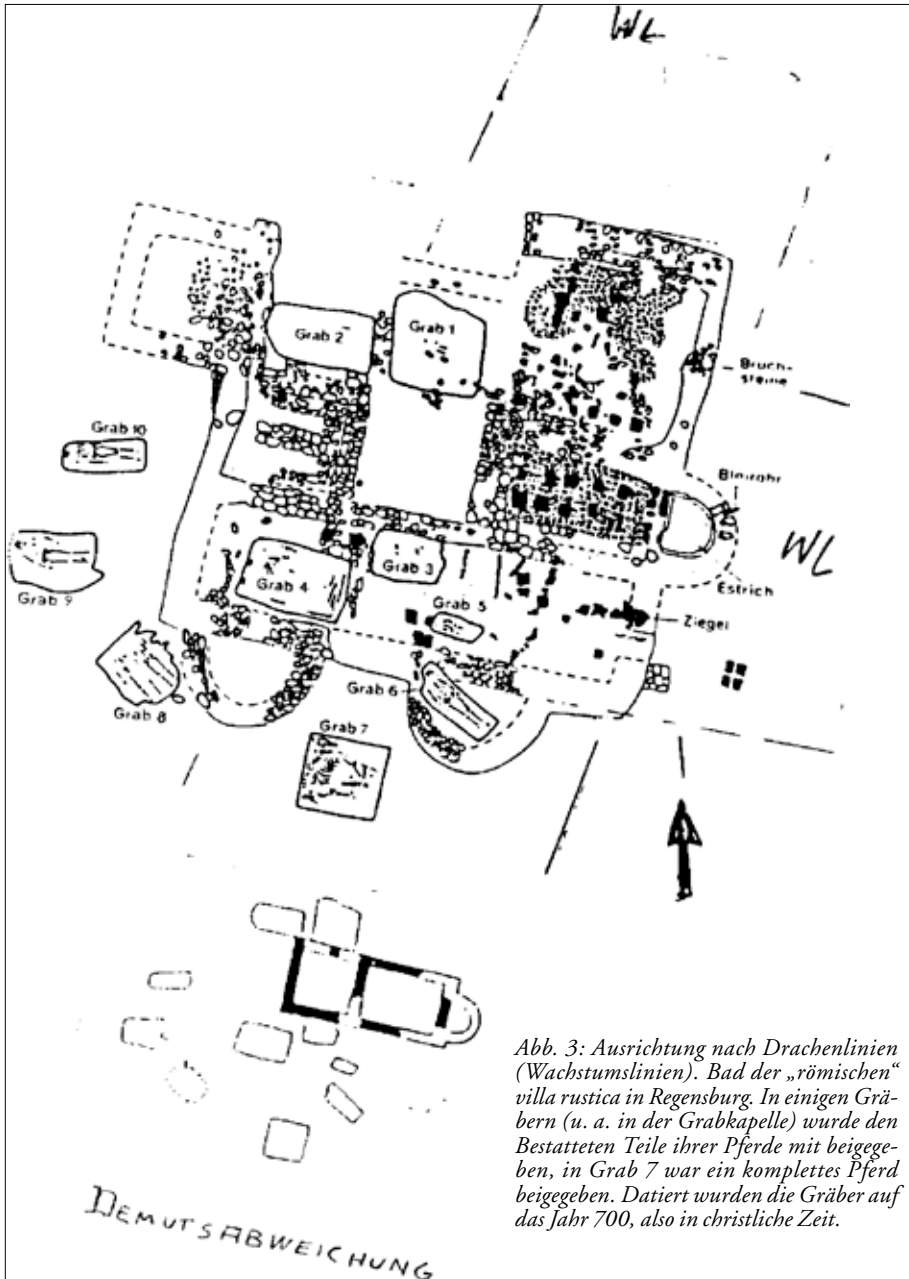 WL
Grab 2
Grab 1
Bruch-
steine
Grab 10
Bleirohr
WL
Grab 9
Grab 4
Grab 3
Estrich
Grab 5
Ziegel
Grab 6
Grab 8
Grab 7
Abb. 3: Ausrichtung nach Drachenlinien
(Wachstumslinien). Bad der „römischen“
villa rustica in Regensburg. In einigen Grä-
bern (u. a. in der Grabkapelle) wurde den
Bestatteten Teile ihrer Pferde mit beigege-
ben, in Grab 7 war ein komplettes Pferd
beigegeben. Datiert wurden die Gräber auf
das Jahr 700, also in christliche Zeit.
DEMUTSABWEICHUNG